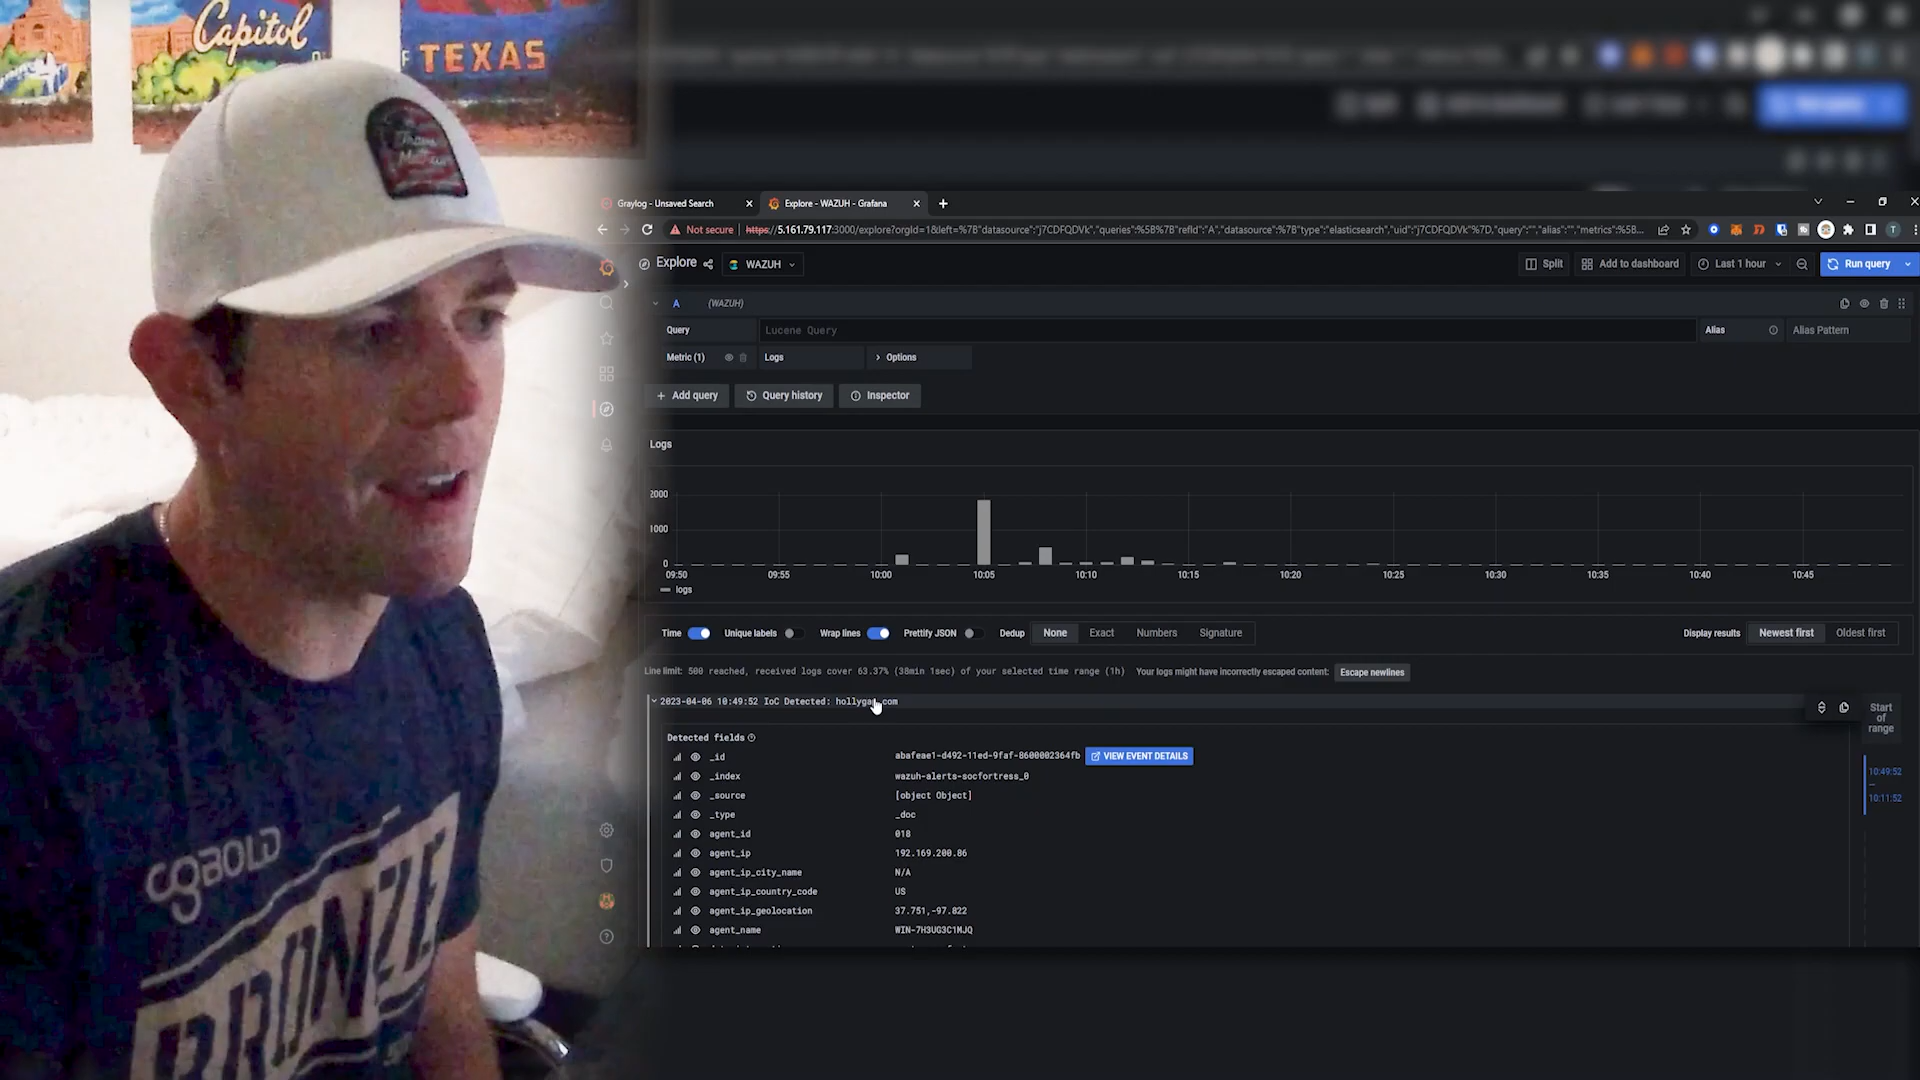 Capitol
TEXAS
COBOLD
BRONZE
Graylog - Unsaved Search
Explore - WAZUH - Grafana
Not secure
https://5.161.79.117:3000/explore?orgId=1&left=%7B"datasource":"j7CDFQDVk","queries":%5B%7B"refId":"A","datasource":%7B"type":"elasticsearch","uid":"j7CDFQDVk"%7D,"query":"","alias":"","metrics":%5B...
T
Explore
WAZUH
Split
Add to dashboard
Last 1 hour
Run query
A (WAZUH)
Query
Lucene Query
Alias
Alias Pattern
Metric (1)
Logs
Options
Add query
Query history
Inspector
Logs
2000
1000
0
09:50 09:55 10:00 10:05 10:10 10:15 10:20 10:25 10:30 10:35 10:40 10:45
logs
Time
Unique labels
Wrap lines
Prettify JSON
Dedup
None
Exact
Numbers
Signature
Display results
Newest first
Oldest first
Line limit: 500 reached, received logs cover 63.37% (38min 1sec) of your selected time range (1h)
Your logs might have incorrectly escaped content:
Escape newlines
2023-04-06 10:49:52 IoC Detected:
Start
of
range
10:49:52
—
10:11:52
Detected fields
_id abafeae1-d492-11ed-9faf-8600002364fb VIEW EVENT DETAILS
_index wazuh-alerts-socfortress_0
_source [object Object]
_type _doc
agent_id 018
agent_ip 192.169.200.86
agent_ip_city_name N/A
agent_ip_country_code US
agent_ip_geolocation 37.751,-97.822
agent_name WIN-7H3UG3C1MJQ